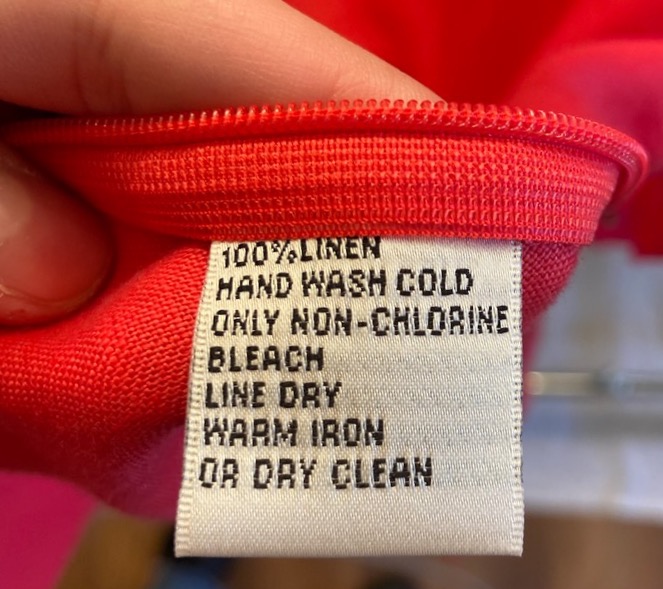 100%LINEN
HAND WASH COLD
ONLY NON-CHLORINE
BLEACH
LINE DRY
WARM IRON
OR DRY CLEAN